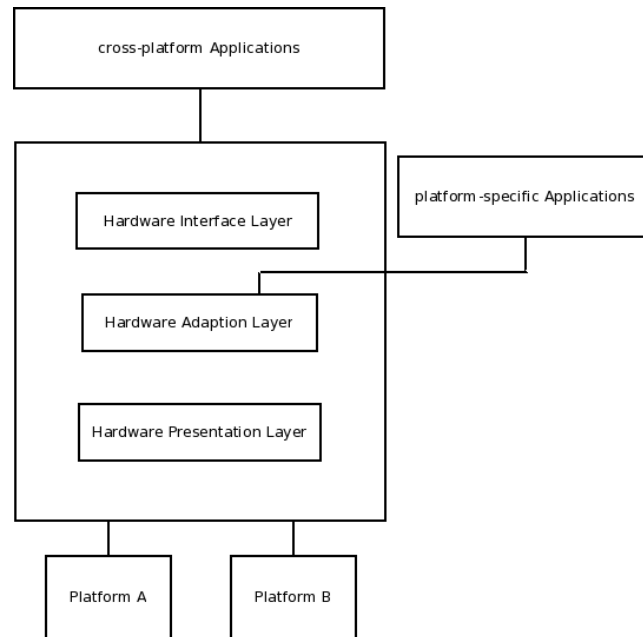 cross-platform Applications
platform-specific Applications
Hardware Interface Layer
Hardware Adaption Layer
Hardware Presentation Layer
Platform A
Platform B